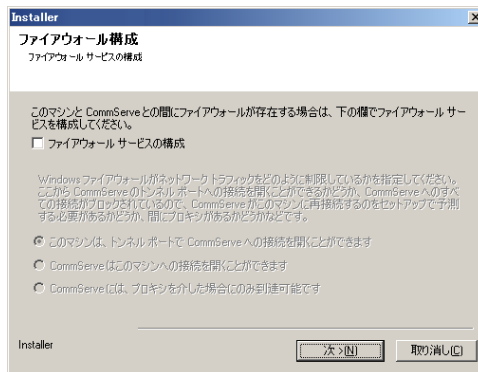 Installer
ファイアウォール構成
ファイアウォール サービスの構成
このマシンと CommServe との間にファイアウォールが存在する場合は、下の欄でファイアウォール サー
ビスを構成してください。
ファイアウォール サービスの構成
Windows ファイアウォールがネットワーク トラフィックをどのように制限しているかを指定してください。
ここから CommServe のトンネル ポートへの接続を開くことができるかどうか、CommServe へのすべ
ての接続がブロックされているので、CommServe がこのマシンに再接続するのをセットアップで予測
する必要があるかどうか、間にプロキシがあるかどうかなどです。
このマシンは、トンネル ポートで CommServe への接続を開くことができます
CommServe はこのマシンへの接続を開くことができます
CommServe には、プロキシを介した場合にのみ到達可能です
Installer
次 >(N)
取り消し(C)